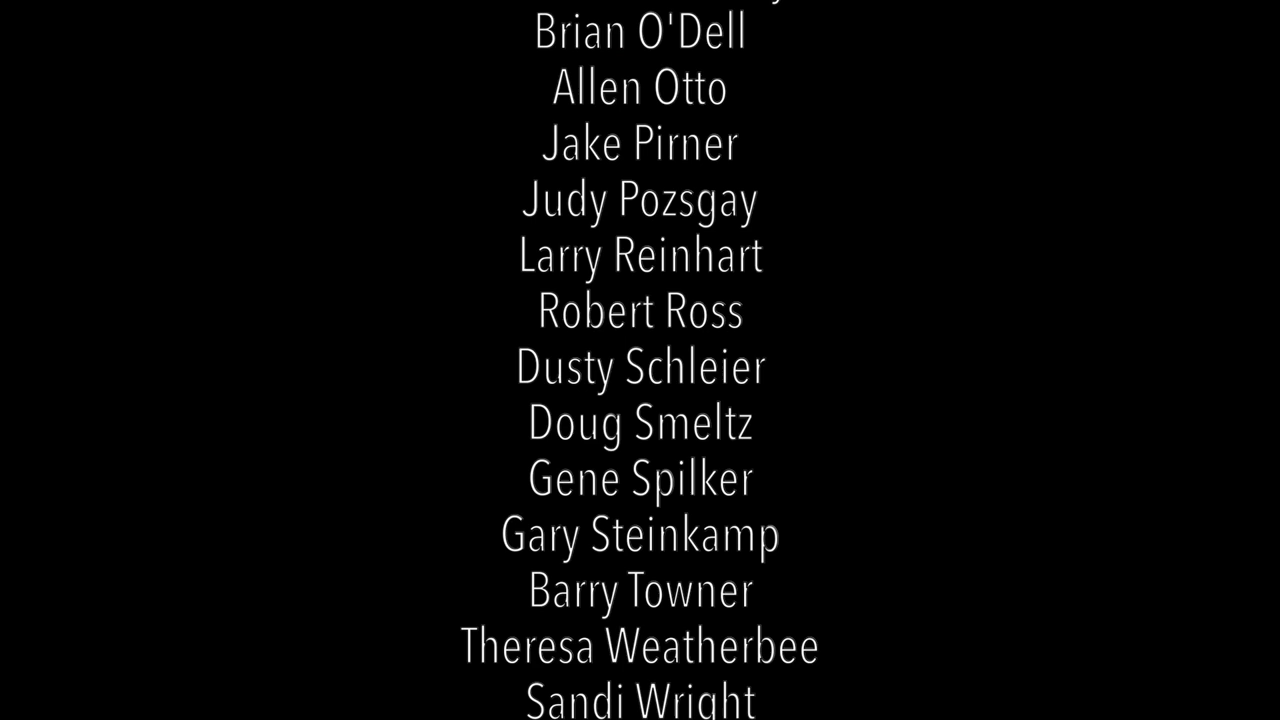 Brian O'Dell
Allen Otto
Jake Pirner
Judy Pozsgay
Larry Reinhart
Robert Ross
Dusty Schleier
Doug Smeltz
Gene Spilker
Gary Steinkamp
Barry Towner
Theresa Weatherbee
Sandi Wright